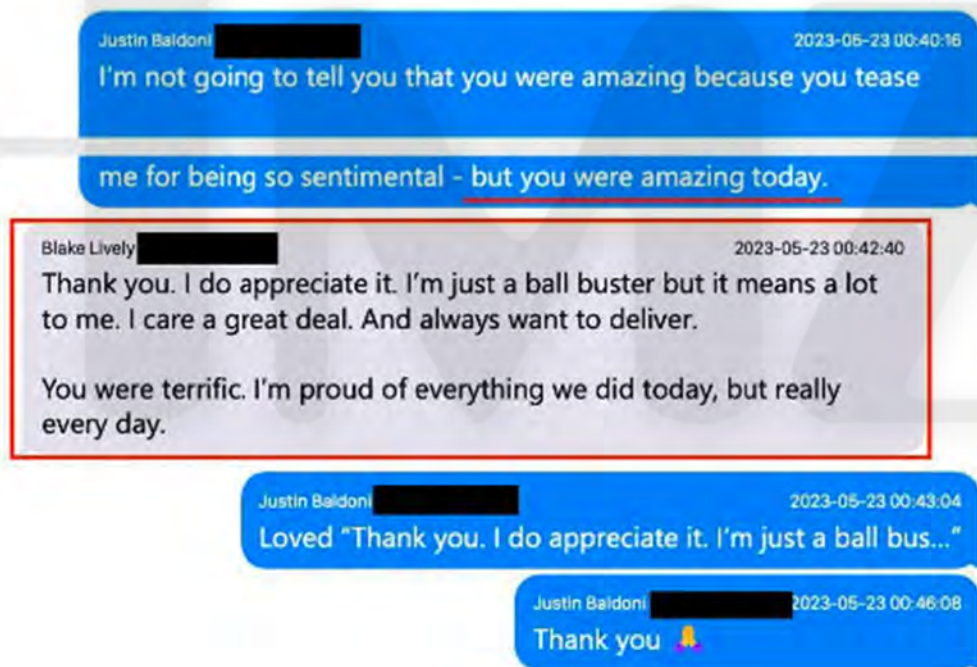 Justin Baldoni 2023-05-23 00:40:16
I'm not going to tell you that you were amazing because you tease
me for being so sentimental - but you were amazing today.
Blake Lively 2023-05-23 00:42:40
Thank you. I do appreciate it. I'm just a ball buster but it means a lot
to me. I care a great deal. And always want to deliver.
You were terrific. I'm proud of everything we did today, but really
every day.
Justin Baldoni 2023-05-23 00:43:04
Loved "Thank you. I do appreciate it. I'm just a ball bus..."
Justin Baldoni 2023-05-23 00:46:08
Thank you 🙏